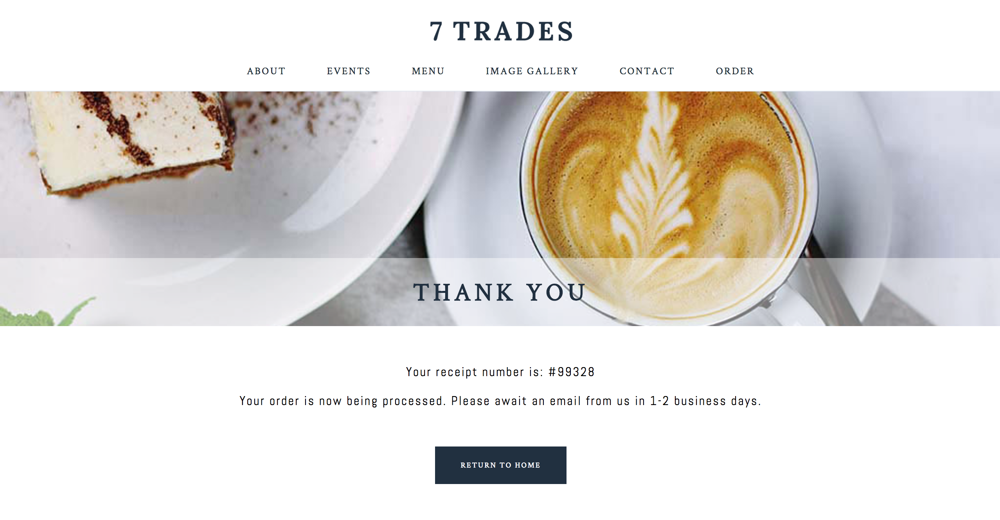 7 TRADES
ABOUT EVENTS MENU IMAGE GALLERY CONTACT ORDER
cappuccino
THANK YOU
Your receipt number is: #99328
Your order is now being processed. Please await an email from us in 1-2 business days.
RETURN TO HOME